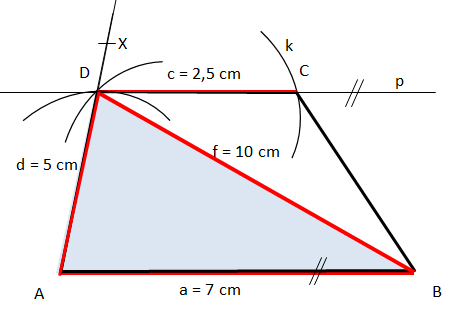 X
k
D
c = 2,5 cm
C
p
f = 10 cm
d = 5 cm
A
a = 7 cm
B